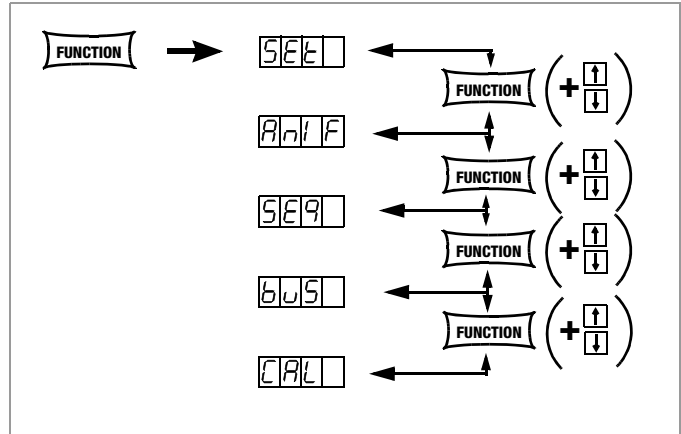 FUNCTION
SEt
FUNCTION ( + ↑ ↓ )
AnIF
FUNCTION ( + ↑ ↓ )
SEq
FUNCTION ( + ↑ ↓ )
buS
FUNCTION ( + ↑ ↓ )
CAL